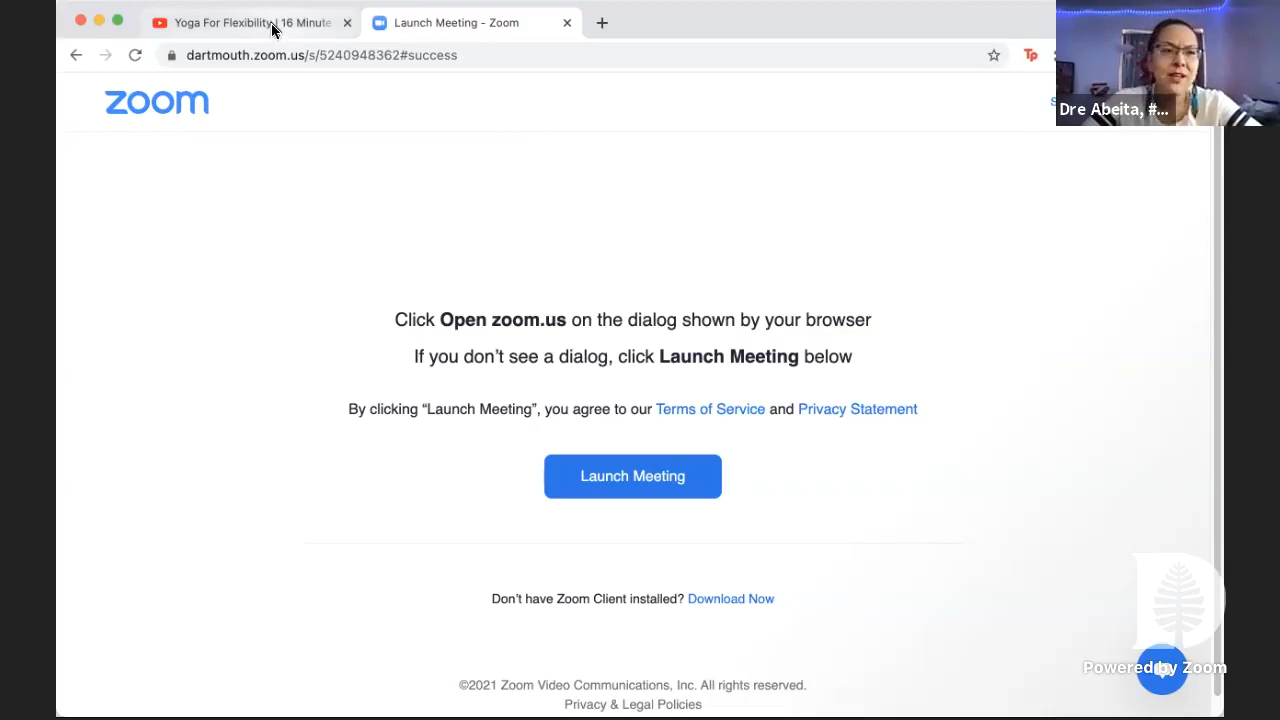 Yoga For Flexibility | 16 Minute
Launch Meeting - Zoom
dartmouth.zoom.us/s/5240948362#success
Tp
Dre Abeita, #...
zoom
Click Open zoom.us on the dialog shown by your browser
If you don't see a dialog, click Launch Meeting below
By clicking “Launch Meeting”, you agree to our Terms of Service and Privacy Statement
Launch Meeting
Don't have Zoom Client installed? Download Now
Powered by Zoom
©2021 Zoom Video Communications, Inc. All rights reserved.
Privacy & Legal Policies